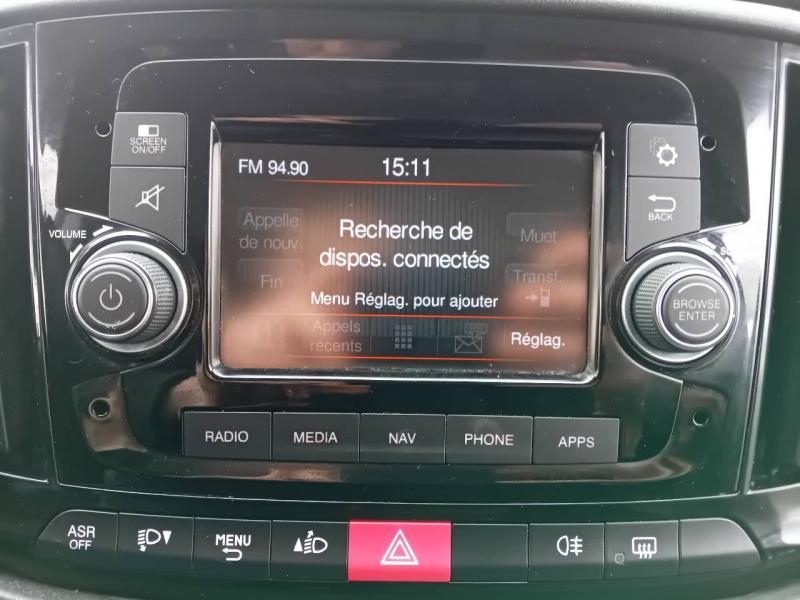 SCREEN
ON/OFF
VOLUME
FM 94.90
15:11
Appelle
de nouv.
Recherche de
dispos. connectés
Muet
Fin
Transf.
Menu Réglag. pour ajouter
Appels
récents
Réglag.
BACK
BROWSE
ENTER
RADIO
MEDIA
NAV
PHONE
APPS
ASR
OFF
MENU